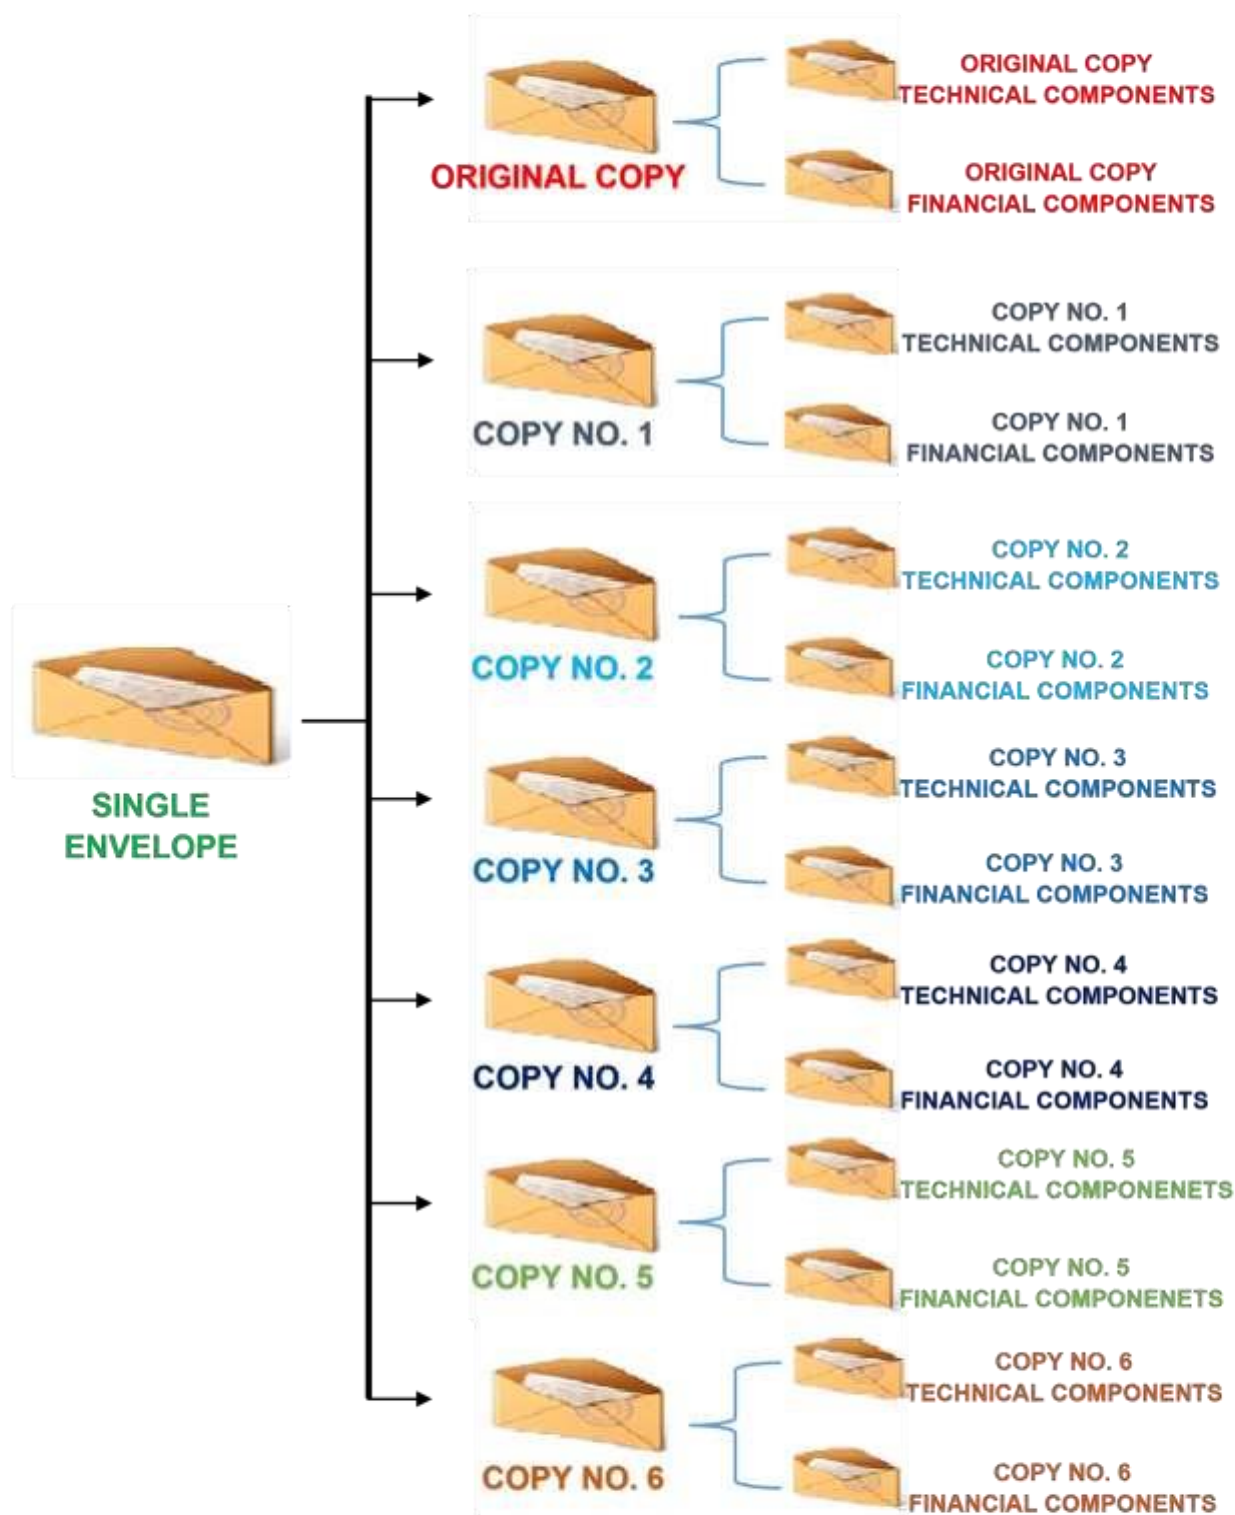 ORIGINAL COPY
TECHNICAL COMPONENTS
ORIGINAL COPY
ORIGINAL COPY
FINANCIAL COMPONENTS
COPY NO. 1
TECHNICAL COMPONENTS
COPY NO. 1
COPY NO. 1
FINANCIAL COMPONENTS
COPY NO. 2
TECHNICAL COMPONENTS
COPY NO. 2
COPY NO. 2
FINANCIAL COMPONENTS
SINGLE
ENVELOPE
COPY NO. 3
TECHNICAL COMPONENTS
COPY NO. 3
COPY NO. 3
FINANCIAL COMPONENTS
COPY NO. 4
TECHNICAL COMPONENTS
COPY NO. 4
COPY NO. 4
FINANCIAL COMPONENTS
COPY NO. 5
TECHNICAL COMPONENETS
COPY NO. 5
COPY NO. 5
FINANCIAL COMPONENETS
COPY NO. 6
TECHNICAL COMPONENTS
COPY NO. 6
COPY NO. 6
FINANCIAL COMPONENTS